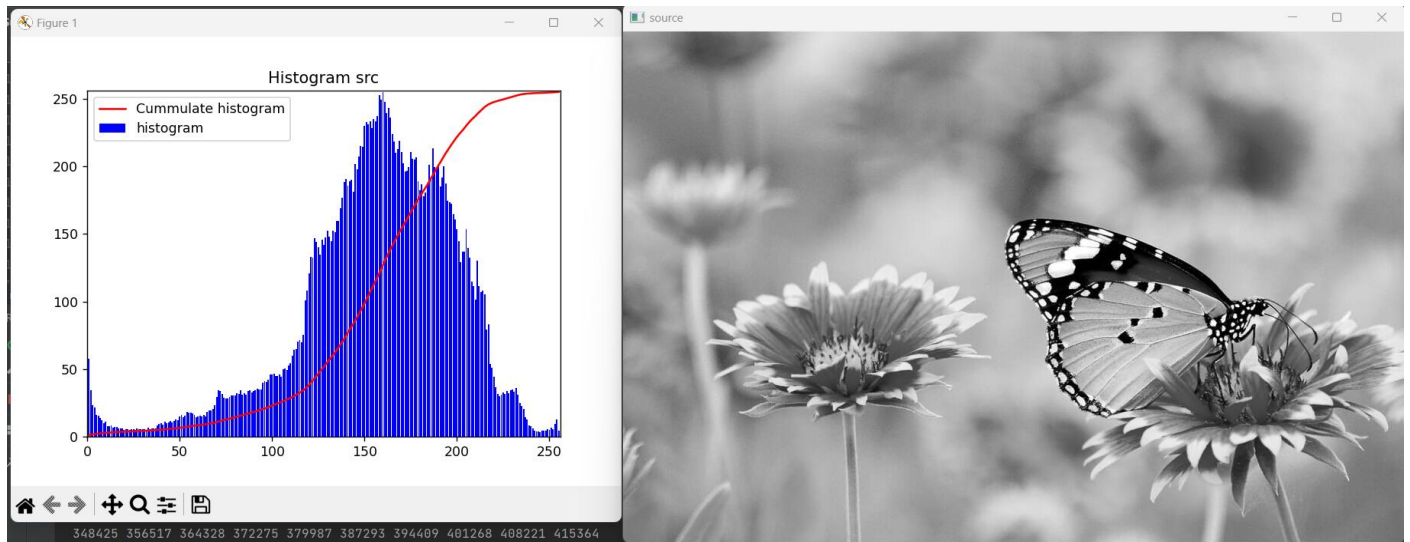 Figure 1
Histogram src
Cummulate histogram
histogram
250
200
150
100
50
0
0 50 100 150 200 250
348425 356517 364328 372275 379987 387293 394409 401268 408221 415364
source